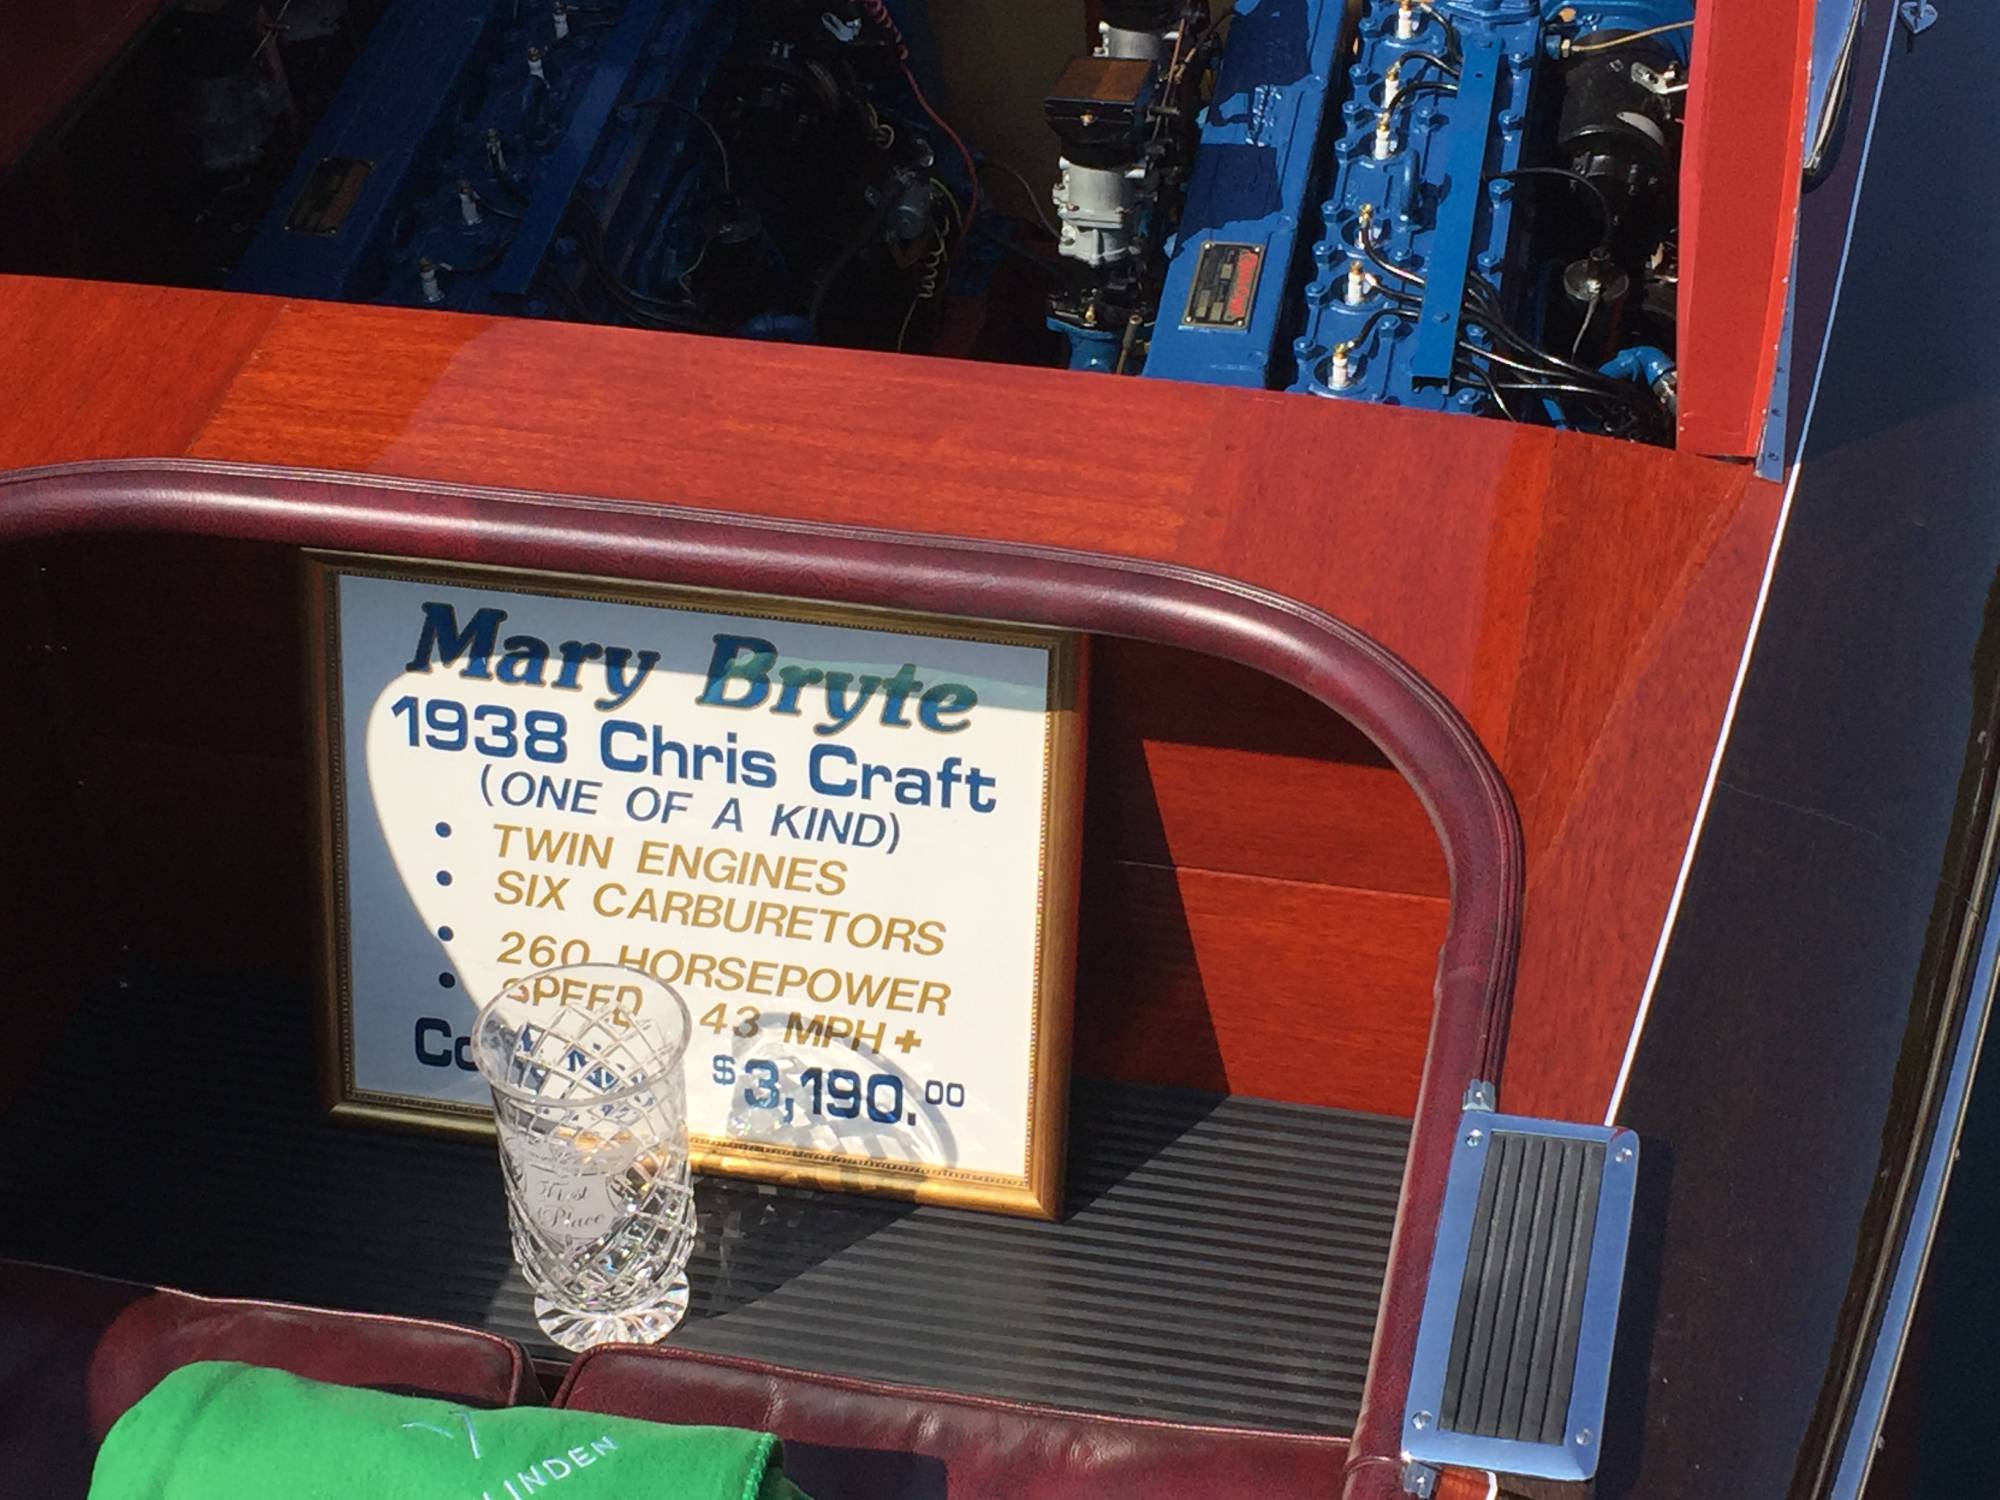 Mary Bryte
1938 Chris Craft
(ONE OF A KIND)
• TWIN ENGINES
• SIX CARBURETORS
• 260 HORSEPOWER
• SPEED 43 MPH+
$3,190.00
First
Place
LINDEN